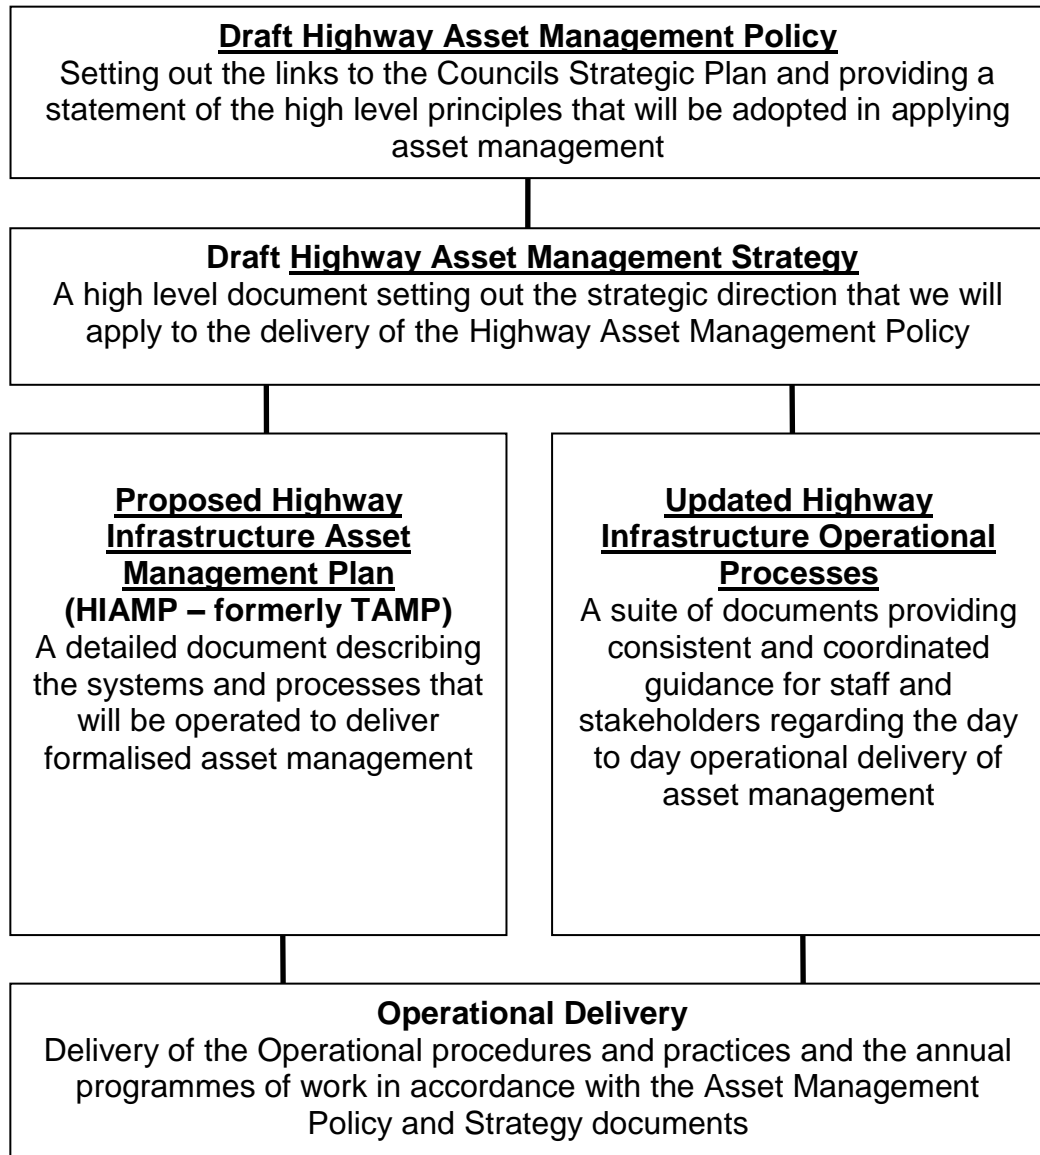 Draft Highway Asset Management Policy
Setting out the links to the Councils Strategic Plan and providing a
statement of the high level principles that will be adopted in applying
asset management
Draft Highway Asset Management Strategy
A high level document setting out the strategic direction that we will
apply to the delivery of the Highway Asset Management Policy
Proposed Highway
Infrastructure Asset
Management Plan
(HIAMP – formerly TAMP)
A detailed document describing
the systems and processes that
will be operated to deliver
formalised asset management
Updated Highway
Infrastructure Operational
Processes
A suite of documents providing
consistent and coordinated
guidance for staff and
stakeholders regarding the day
to day operational delivery of
asset management
Operational Delivery
Delivery of the Operational procedures and practices and the annual
programmes of work in accordance with the Asset Management
Policy and Strategy documents